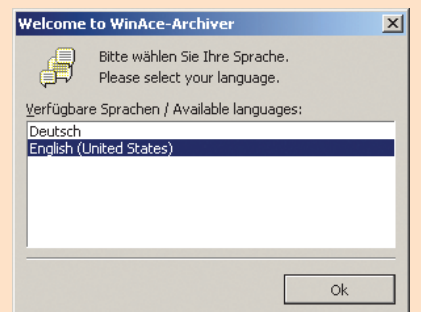 Welcome to WinAce-Archiver
Bitte wählen Sie Ihre Sprache.
Please select your language.
Verfügbare Sprachen / Available languages:
Deutsch
English (United States)
Ok